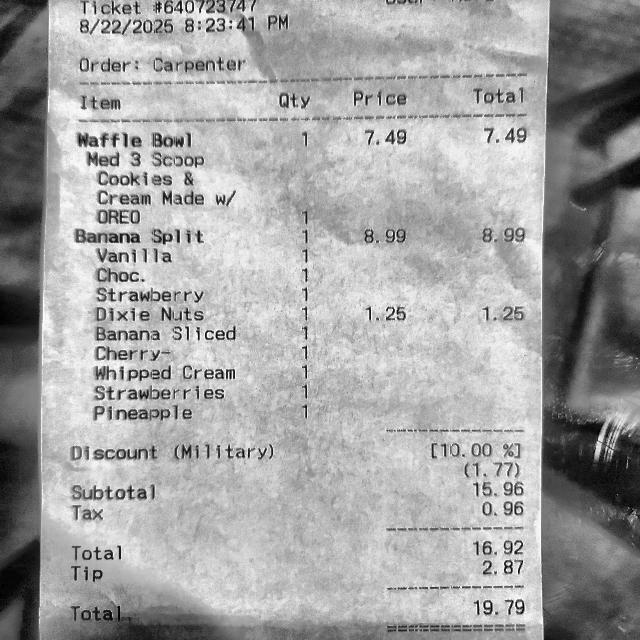 Ticket #640723747
8/22/2025 8:23:41 PM
Order: Carpenter
Item Qty Price Total
Waffle Bowl 1 7.49 7.49
Med 3 Scoop
Cookies &
Cream Made w/
OREO 1
Banana Split 1 8.99 8.99
Vanilla 1
Choc. 1
Strawberry 1
Dixie Nuts 1 1.25 1.25
Banana Sliced 1
Cherry- 1
Whipped Cream 1
Strawberries 1
Pineapple 1
Discount (Military) [10.00 %]
(1.77)
Subtotal 15.96
Tax 0.96
Total 16.92
Tip 2.87
Total 19.79